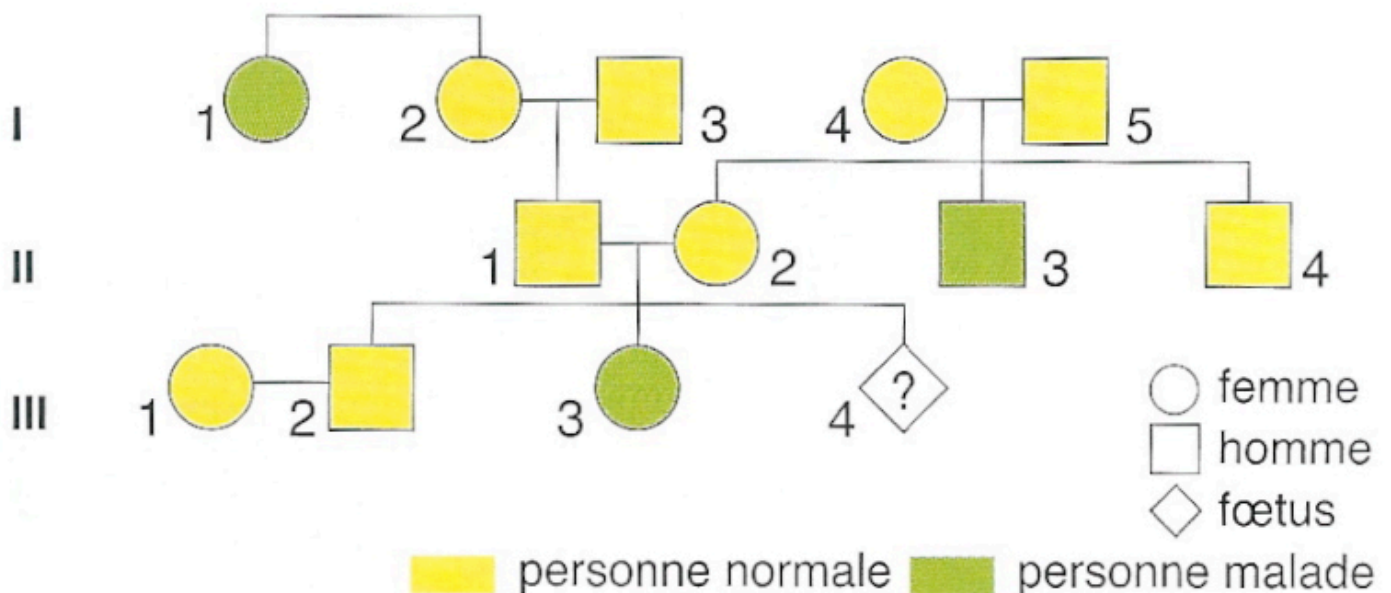 I 1 2 3 4 5
II 1 2 3 4
III 1 2 3 4 ?
femme
homme
fœtus
personne normale personne malade